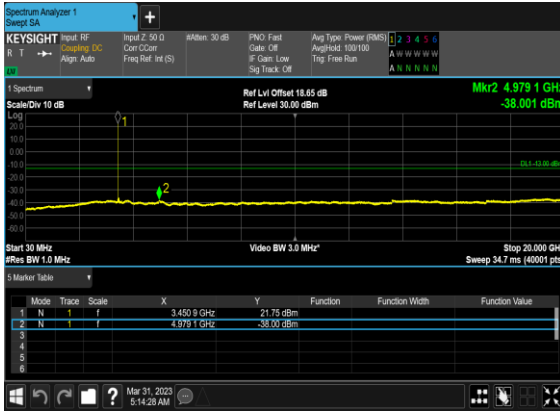 Spectrum Analyzer 1
Swept SA
+
KEYSIGHT
R T
Input: RF
Coupling: DC
Align: Auto
Input Z: 50 Ω
Corr CCorr
Freq Ref: Int (S)
#Atten: 30 dB
PNO: Fast
Gate: Off
IF Gain: Low
Sig Track: Off
Avg Type: Power (RMS)
Avg|Hold: 100/100
Trig: Free Run
1 2 3 4 5 6
A W W W W W
A N N N N N
1 Spectrum
Scale/Div 10 dB
Ref Lvl Offset 18.65 dB
Ref Level 30.00 dBm
Mkr2 4.979 1 GHz
-38.001 dBm
Log
20.0
10.0
0.00
-10.0
-20.0
-30.0
-40.0
-50.0
-60.0
1
2
DL1 -13.00 dBm
Start 30 MHz
#Res BW 1.0 MHz
Video BW 3.0 MHz*
Stop 20.000 GH
Sweep 34.7 ms (40001 pts
5 Marker Table
Mode Trace Scale X Y Function Function Width Function Value
1 N 1 f 3.450 9 GHz 21.75 dBm
2 N 1 f 4.979 1 GHz -38.00 dBm
3
4
5
6
?
Mar 31, 2023
5:14:28 AM